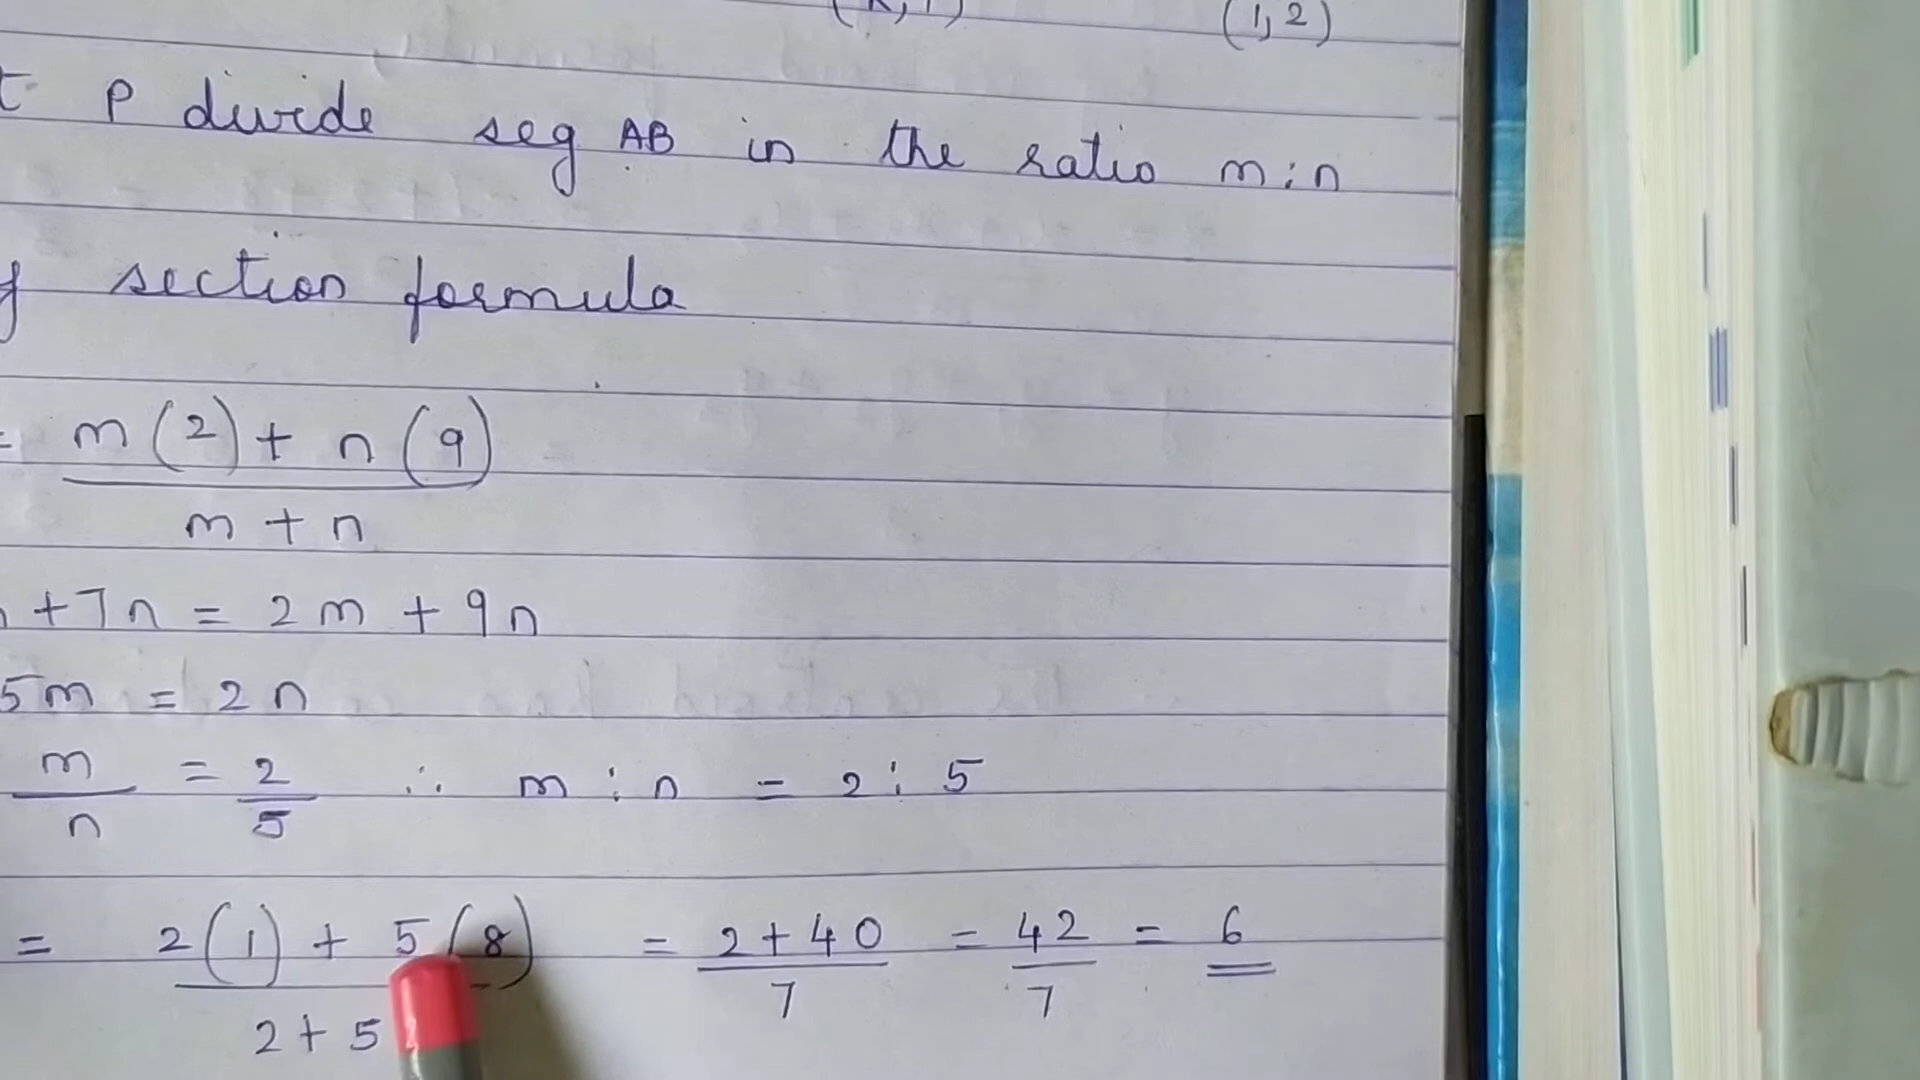 (1, 2)
P divide seg AB in the ratio m : n
section formula
= m(2) + n(9)
m + n
+ 7n = 2m + 9n
5m = 2n
m/n = 2/5 ∴ m : n = 2 : 5
= 2(1) + 5(8) / 2 + 5 = 2 + 40 / 7 = 42 / 7 = 6